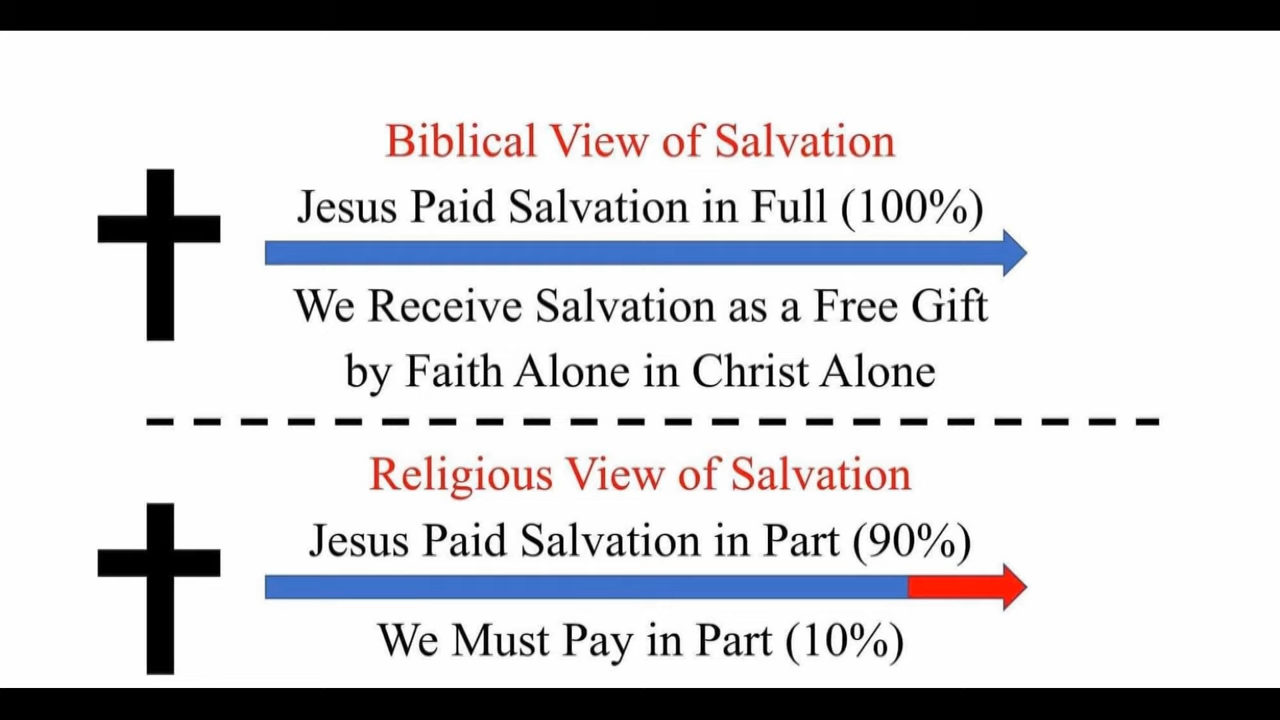 Biblical View of Salvation
Jesus Paid Salvation in Full (100%)
We Receive Salvation as a Free Gift
by Faith Alone in Christ Alone
Religious View of Salvation
Jesus Paid Salvation in Part (90%)
We Must Pay in Part (10%)